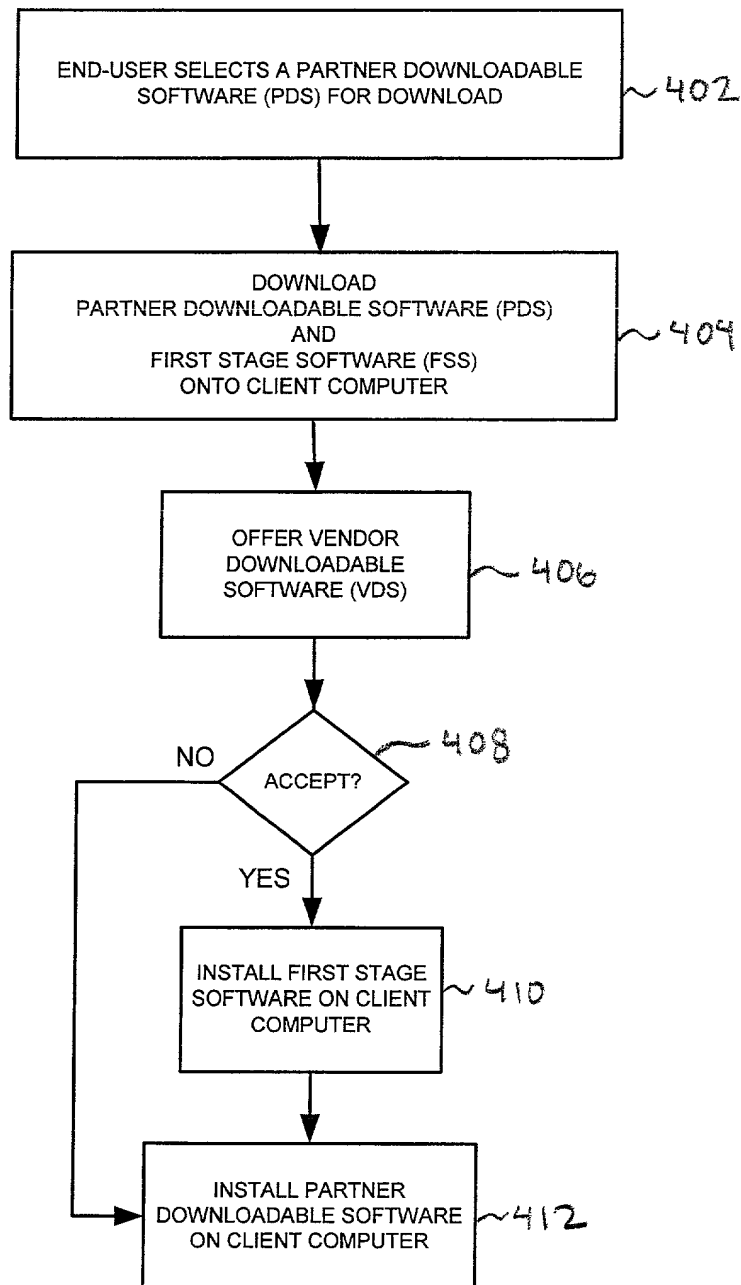 END-USER SELECTS A PARTNER DOWNLOADABLE
SOFTWARE (PDS) FOR DOWNLOAD
402
DOWNLOAD
PARTNER DOWNLOADABLE SOFTWARE (PDS)
AND
FIRST STAGE SOFTWARE (FSS)
ONTO CLIENT COMPUTER
404
OFFER VENDOR
DOWNLOADABLE
SOFTWARE (VDS)
406
408
NO
ACCEPT?
YES
INSTALL FIRST STAGE
SOFTWARE ON CLIENT
COMPUTER
410
INSTALL PARTNER
DOWNLOADABLE SOFTWARE
ON CLIENT COMPUTER
412